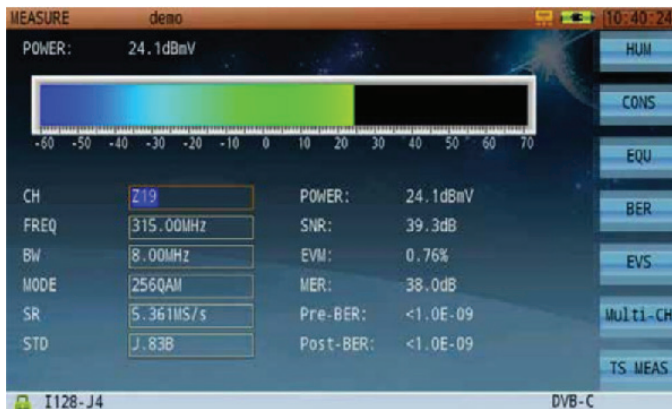 MEASURE demo 10:40:24
POWER: 24.1dBmV
HUM
CONS
-60 -50 -40 -30 -20 -10 0 10 20 30 40 50 60 70
EQU
CH Z19 POWER: 24.1dBmV
BER
FREQ 315.00MHz SNR: 39.3dB
BW 8.00MHz EVM: 0.76%
EVS
MODE 256QAM MER: 38.0dB
SR 5.361MS/s Pre-BER: <1.0E-09
Multi-CH
STD J.83B Post-BER: <1.0E-09
TS MEAS
I128-J4 DVB-C